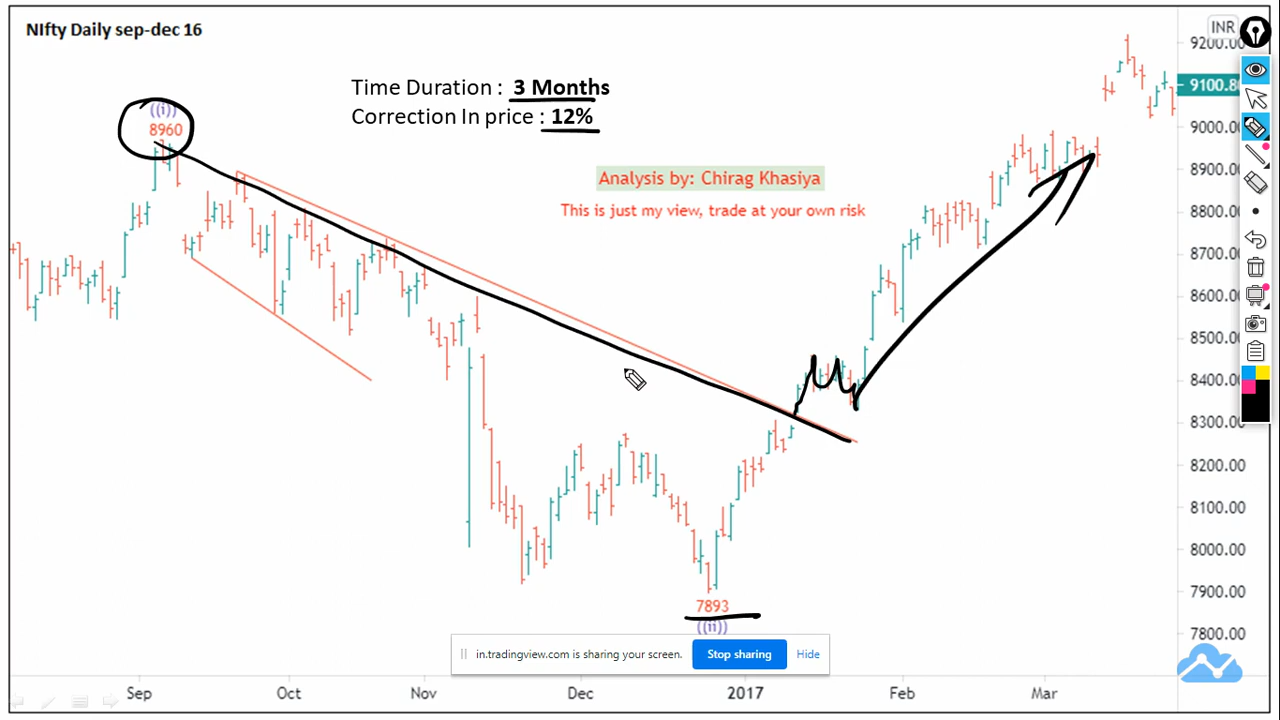 NIfty Daily sep-dec 16
Time Duration : 3 Months
Correction In price : 12%
INR
((i))
8960
Analysis by: Chirag Khasiya
This is just my view, trade at your own risk
9200.00
9100.8
9000.00
8900.00
8800.00
8700.00
8600.00
8500.00
8400.00
8300.00
8200.00
8100.00
8000.00
7900.00
7800.00
7893
((ii))
in.tradingview.com is sharing your screen.
Stop sharing
Hide
Sep
Oct
Nov
Dec
2017
Feb
Mar